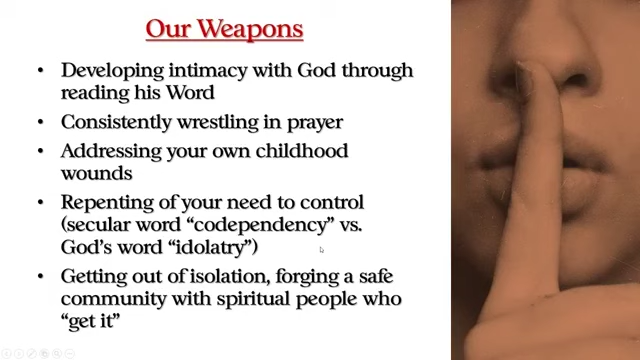 Our Weapons
• Developing intimacy with God through
reading his Word
• Consistently wrestling in prayer
• Addressing your own childhood
wounds
• Repenting of your need to control
(secular word “codependency” vs.
God’s word “idolatry”)
• Getting out of isolation, forging a safe
community with spiritual people who
“get it”